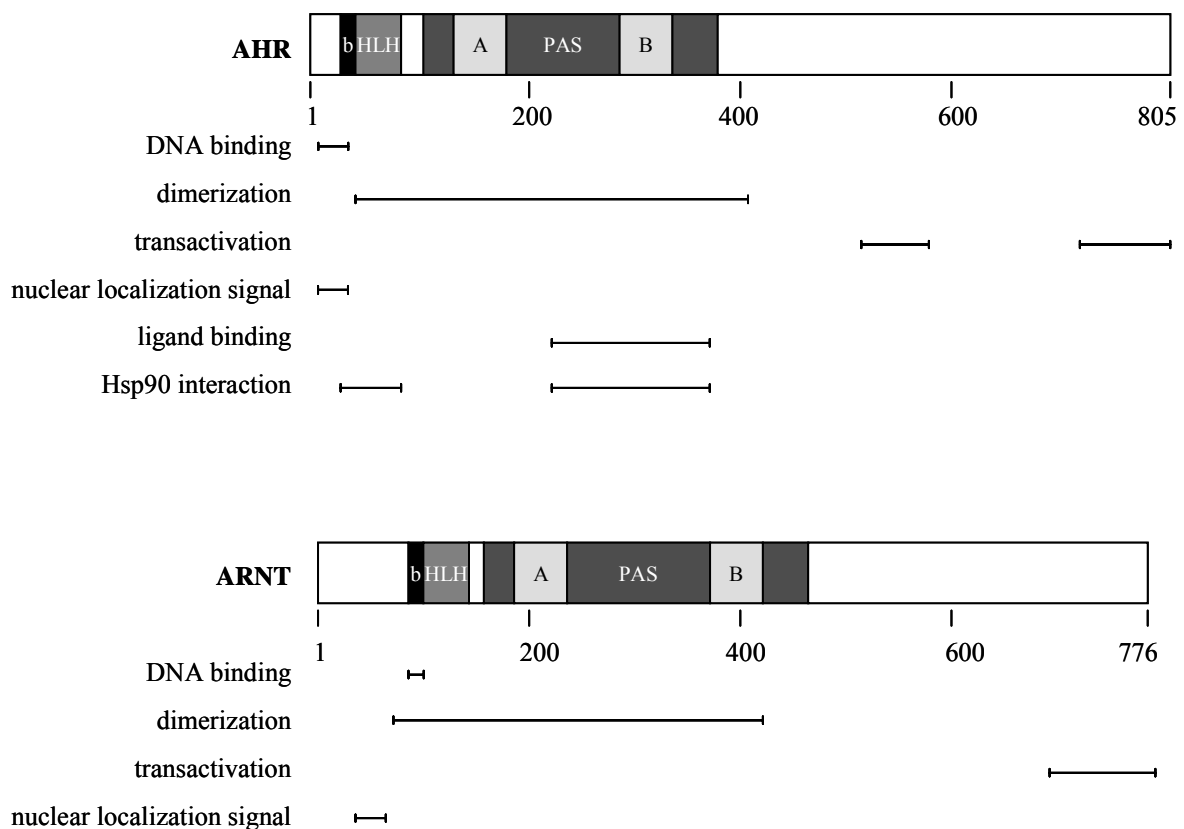 AHR b HLH A PAS B
1 200 400 600 805
DNA binding
dimerization
transactivation
nuclear localization signal
ligand binding
Hsp90 interaction
ARNT b HLH A PAS B
1 200 400 600 776
DNA binding
dimerization
transactivation
nuclear localization signal